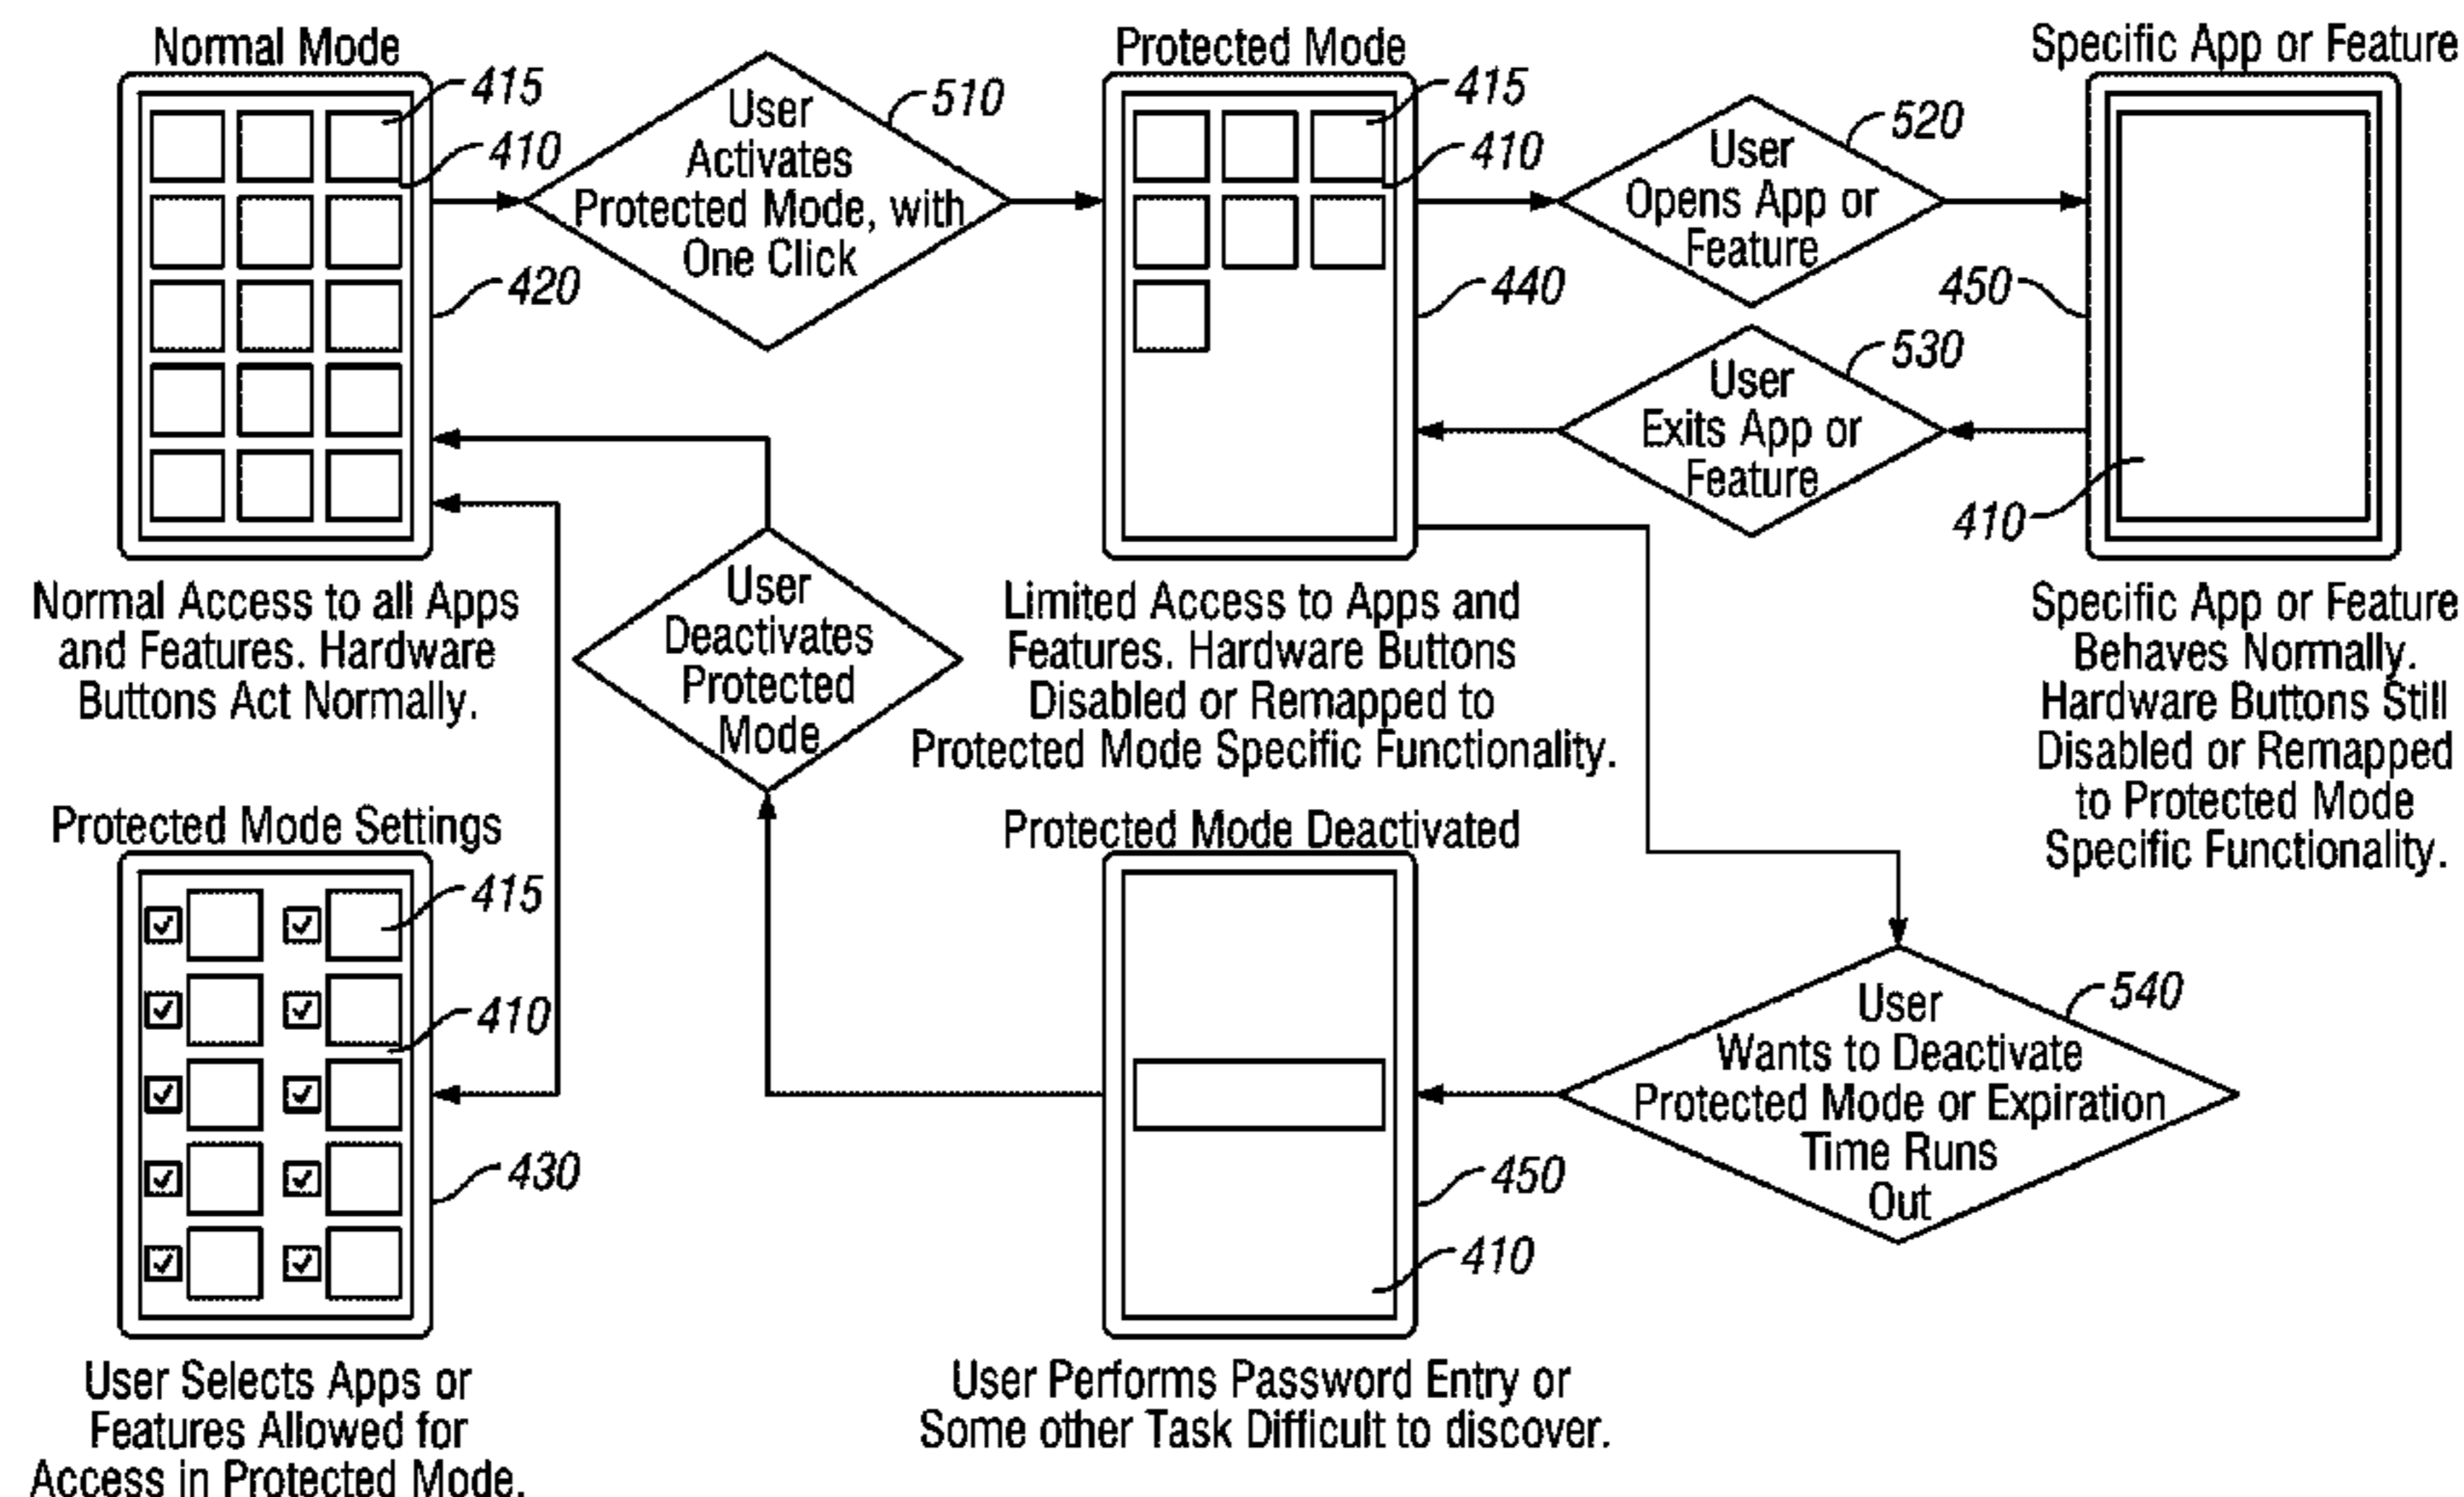 Normal Mode
415
410
420
Normal Access to all Apps
and Features. Hardware
Buttons Act Normally.
User
Activates
Protected Mode, with
One Click
510
Protected Mode
415
410
440
Limited Access to Apps and
Features. Hardware Buttons
Disabled or Remapped to
Protected Mode Specific Functionality.
User
Opens App or
Feature
520
User
Exits App or
Feature
530
Specific App or Feature
450
410
Specific App or Feature
Behaves Normally.
Hardware Buttons Still
Disabled or Remapped
to Protected Mode
Specific Functionality.
User
Deactivates
Protected
Mode
Protected Mode Settings
415
410
430
User Selects Apps or
Features Allowed for
Access in Protected Mode.
Protected Mode Deactivated
450
410
User Performs Password Entry or
Some other Task Difficult to discover.
User
Wants to Deactivate
Protected Mode or Expiration
Time Runs
Out
540